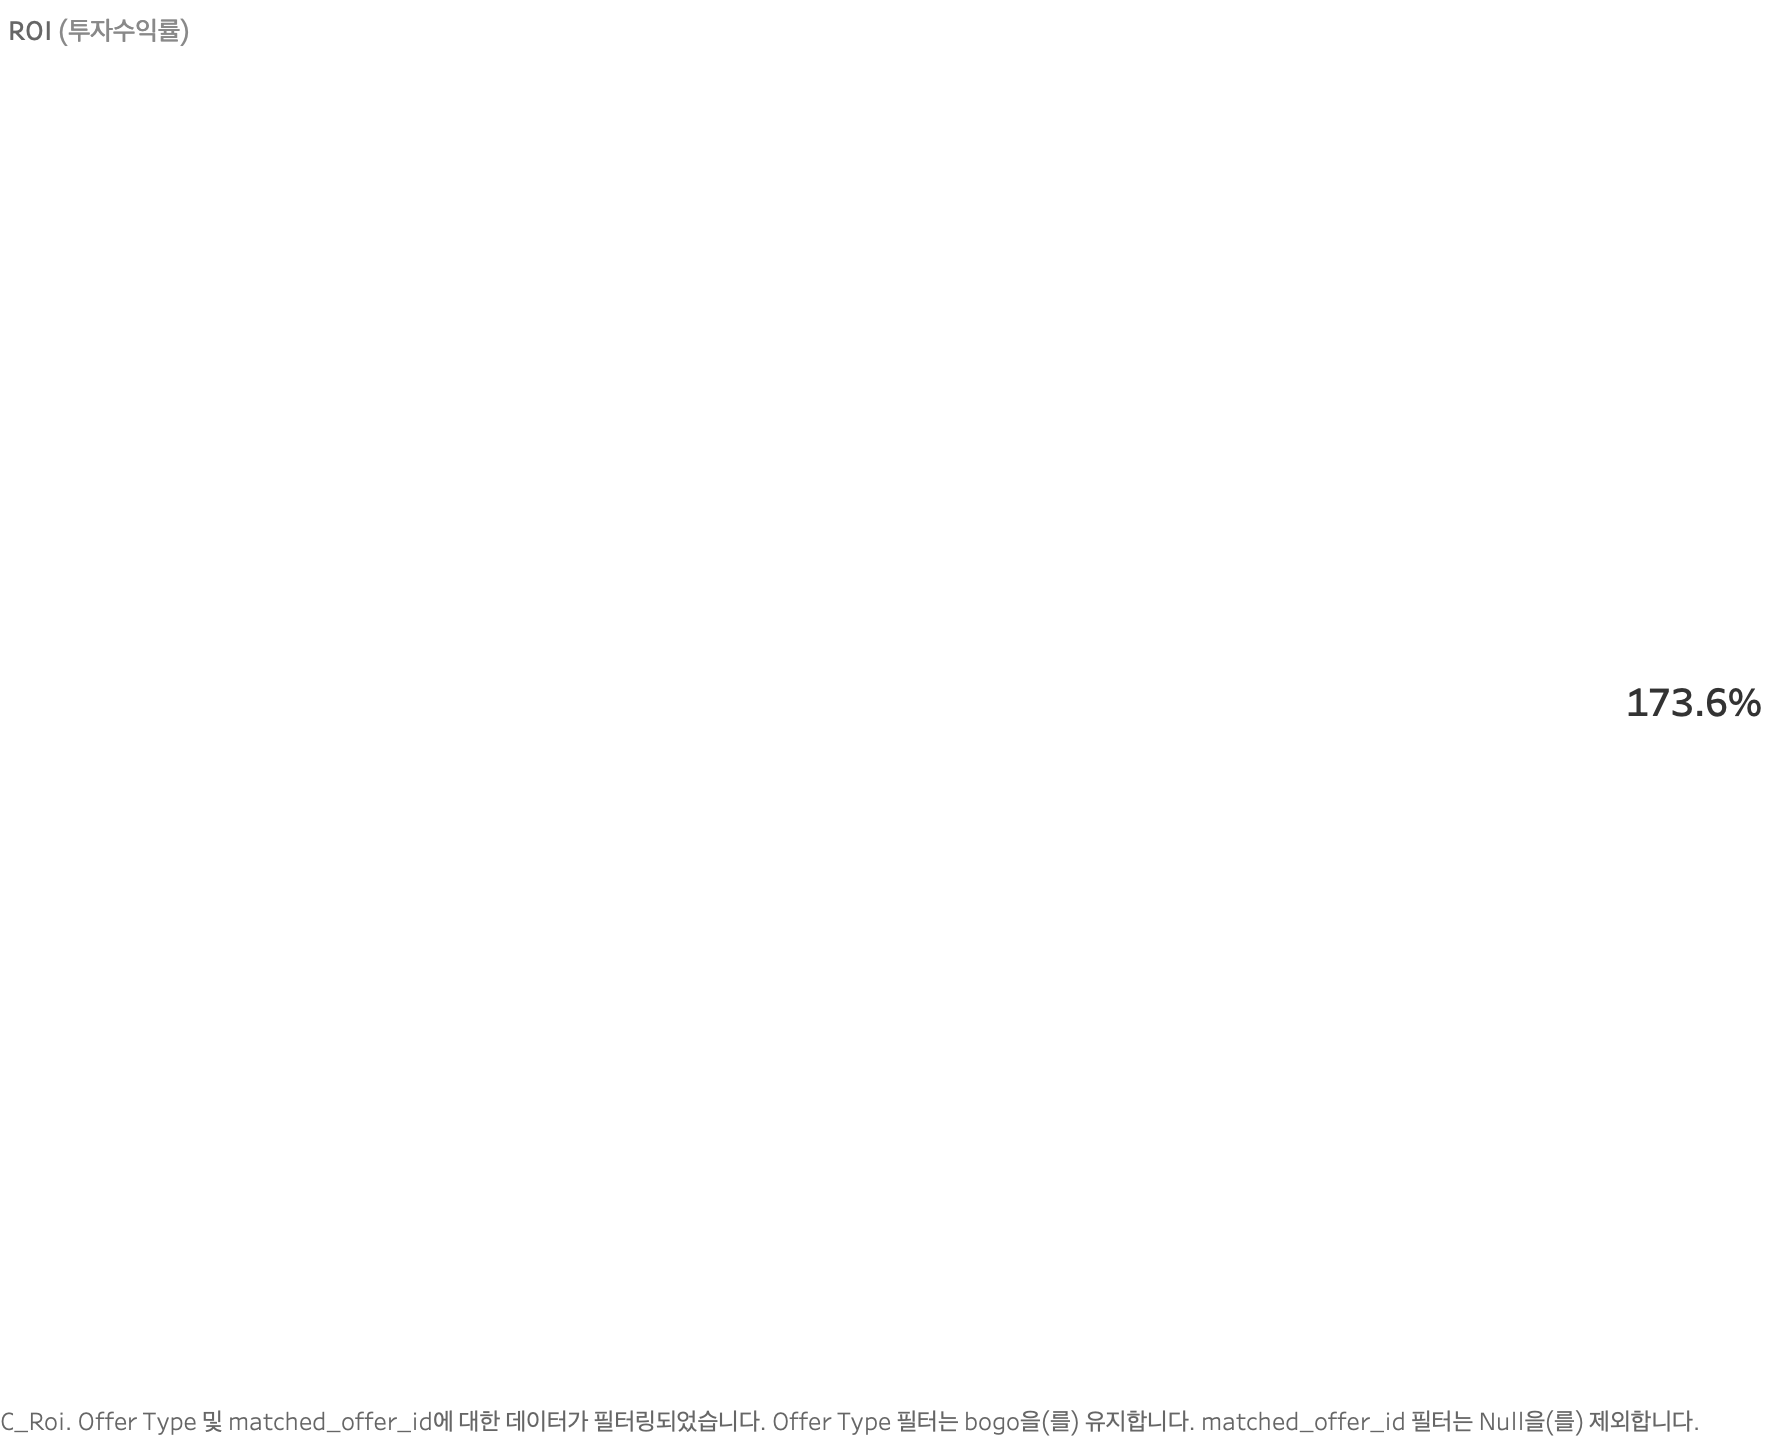 ROI (투자수익률)
173.6%
C_Roi. Offer Type 및 matched_offer_id에 대한 데이터가 필터링되었습니다. Offer Type 필터는 bogo을(를) 유지합니다. matched_offer_id 필터는 Null을(를) 제외합니다.